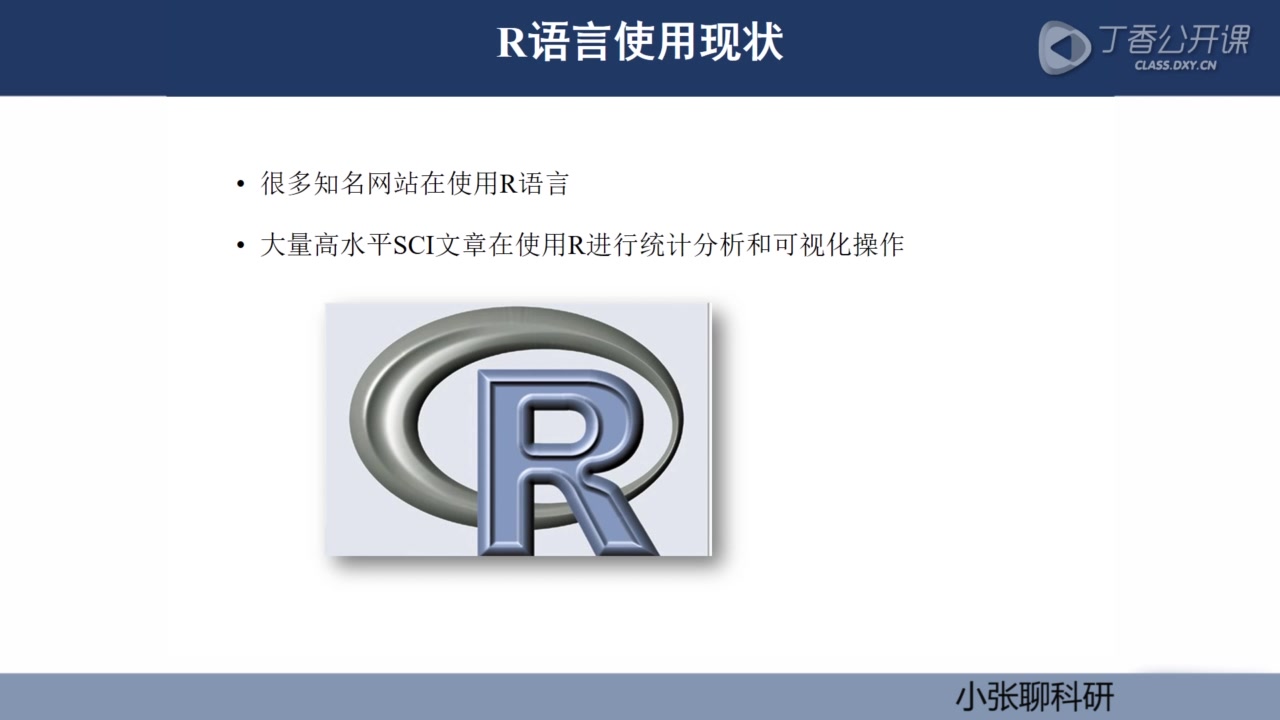 R语言使用现状
丁香公开课
CLASS.DXY.CN
• 很多知名网站在使用R语言
• 大量高水平SCI文章在使用R进行统计分析和可视化操作
R
小张聊科研